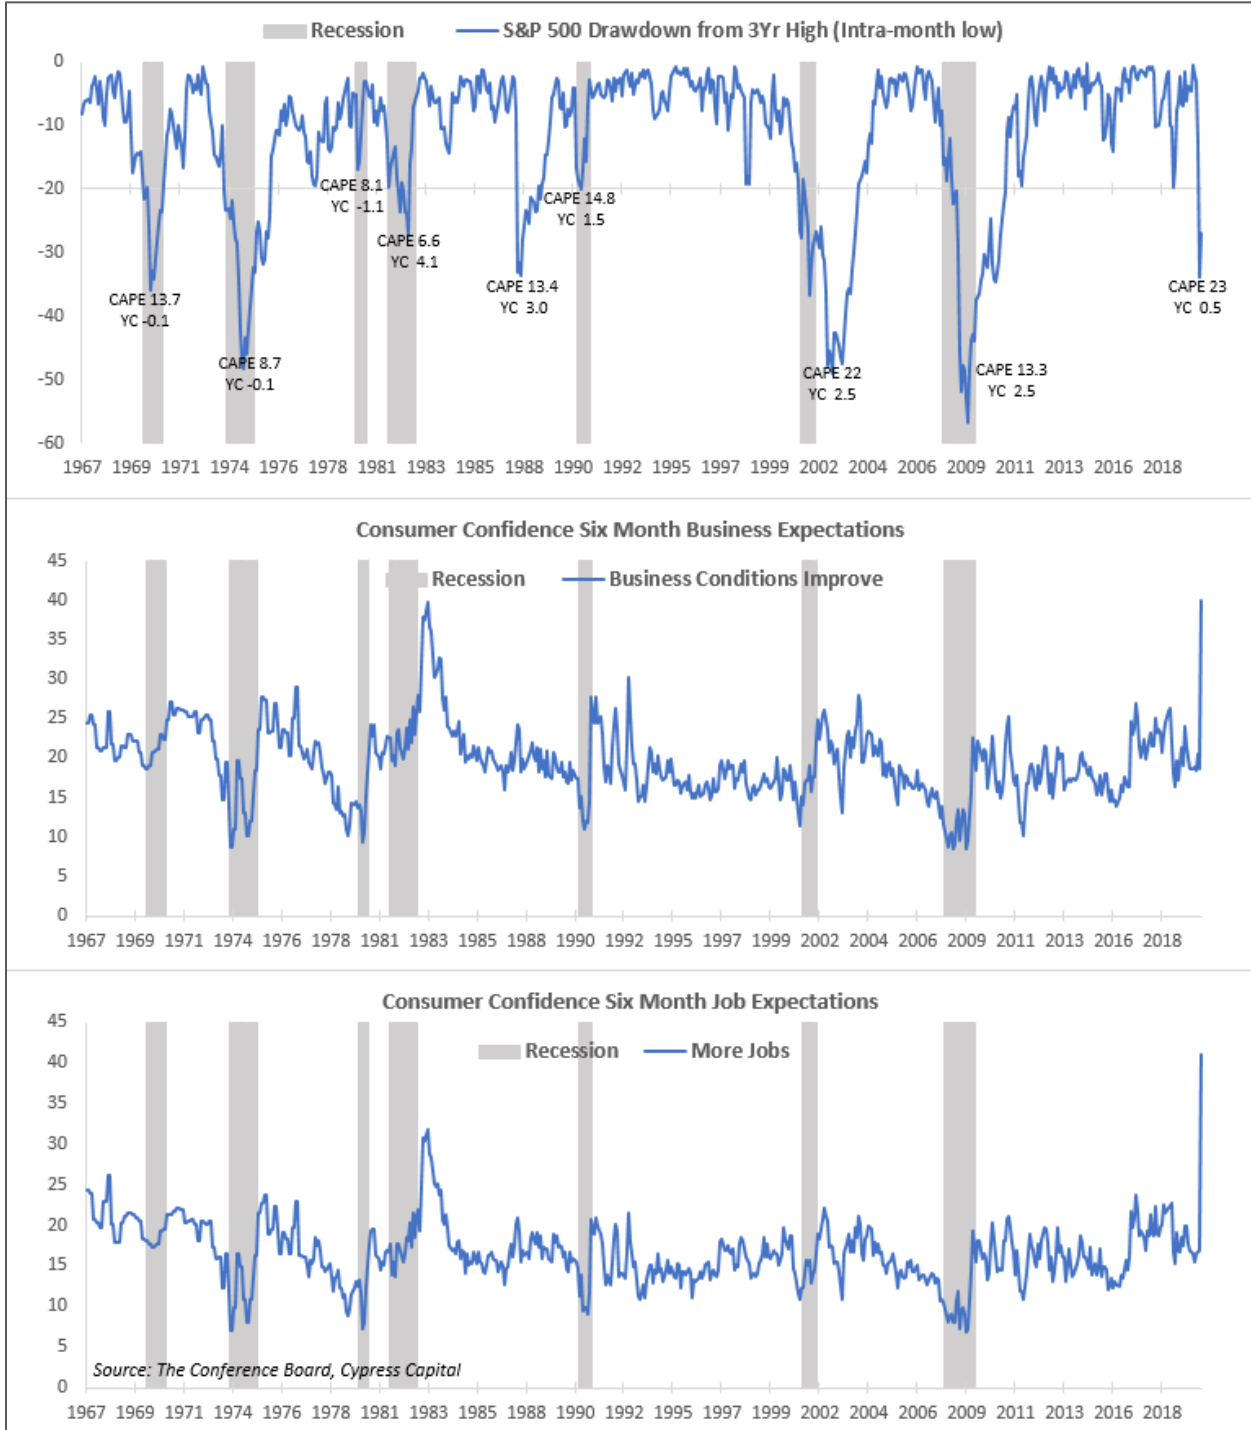 Recession S&P 500 Drawdown from 3Yr High (Intra-month low)
0
-10
-20
-30
-40
-50
-60
CAPE 13.7
YC -0.1
CAPE 8.7
YC -0.1
CAPE 8.1
YC -1.1
CAPE 6.6
YC 4.1
CAPE 13.4
YC 3.0
CAPE 14.8
YC 1.5
CAPE 22
YC 2.5
CAPE 13.3
YC 2.5
CAPE 23
YC 0.5
1967 1969 1971 1974 1976 1978 1981 1983 1985 1988 1990 1992 1995 1997 1999 2002 2004 2006 2009 2011 2013 2016 2018
Consumer Confidence Six Month Business Expectations
Recession Business Conditions Improve
45
40
35
30
25
20
15
10
5
0
1967 1969 1971 1974 1976 1978 1981 1983 1985 1988 1990 1992 1995 1997 1999 2002 2004 2006 2009 2011 2013 2016 2018
Consumer Confidence Six Month Job Expectations
Recession More Jobs
45
40
35
30
25
20
15
10
5
0
Source: The Conference Board, Cypress Capital
1967 1969 1971 1974 1976 1978 1981 1983 1985 1988 1990 1992 1995 1997 1999 2002 2004 2006 2009 2011 2013 2016 2018